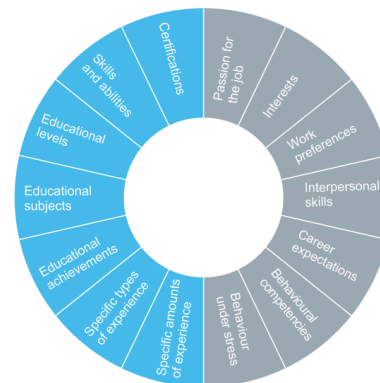 Passion for
the job
Interests
Work
preferences
Interpersonal
skills
Career
expectations
Behavioural
competencies
Behaviour
under stress
Specific amounts
of experience
Specific types
of experience
Educational
achievements
Educational
subjects
Educational
levels
Skills
and abilities
Certifications